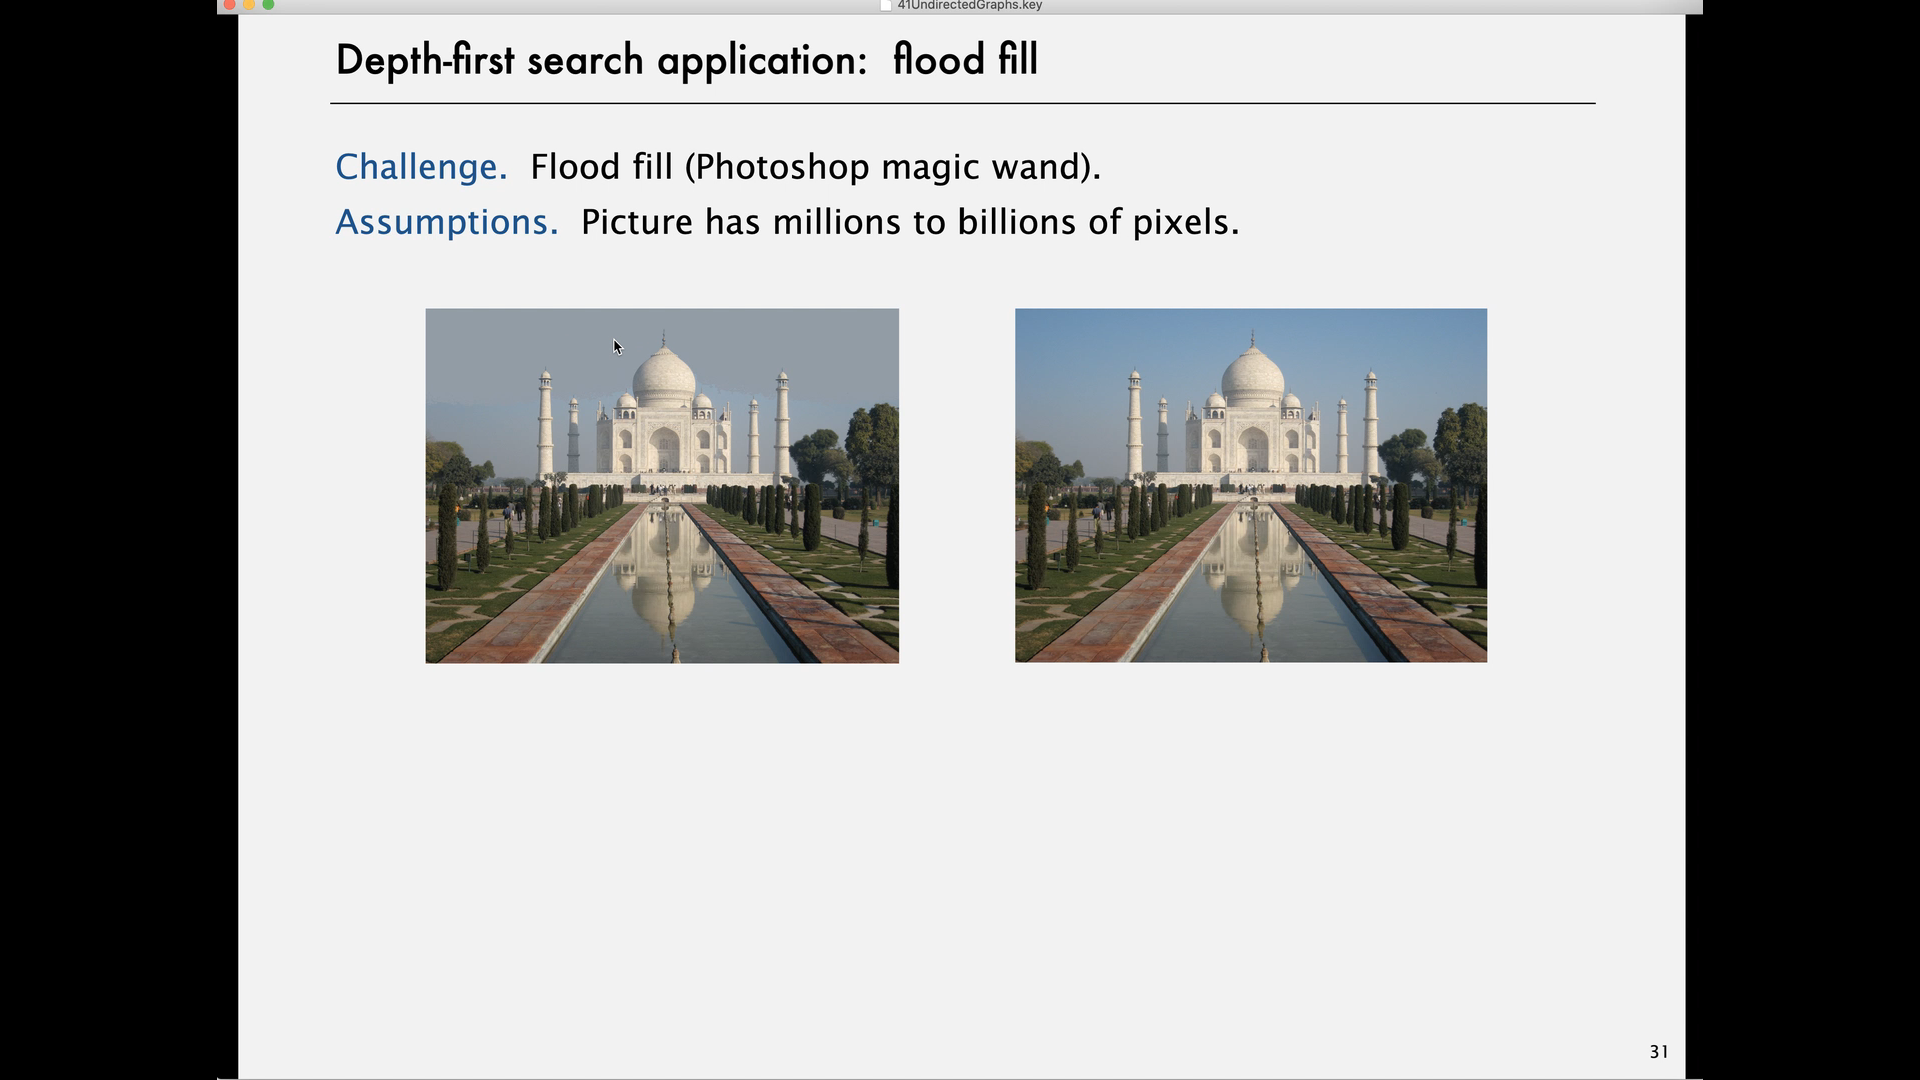 41UndirectedGraphs.key
Depth-first search application: flood fill
Challenge. Flood fill (Photoshop magic wand).
Assumptions. Picture has millions to billions of pixels.
31